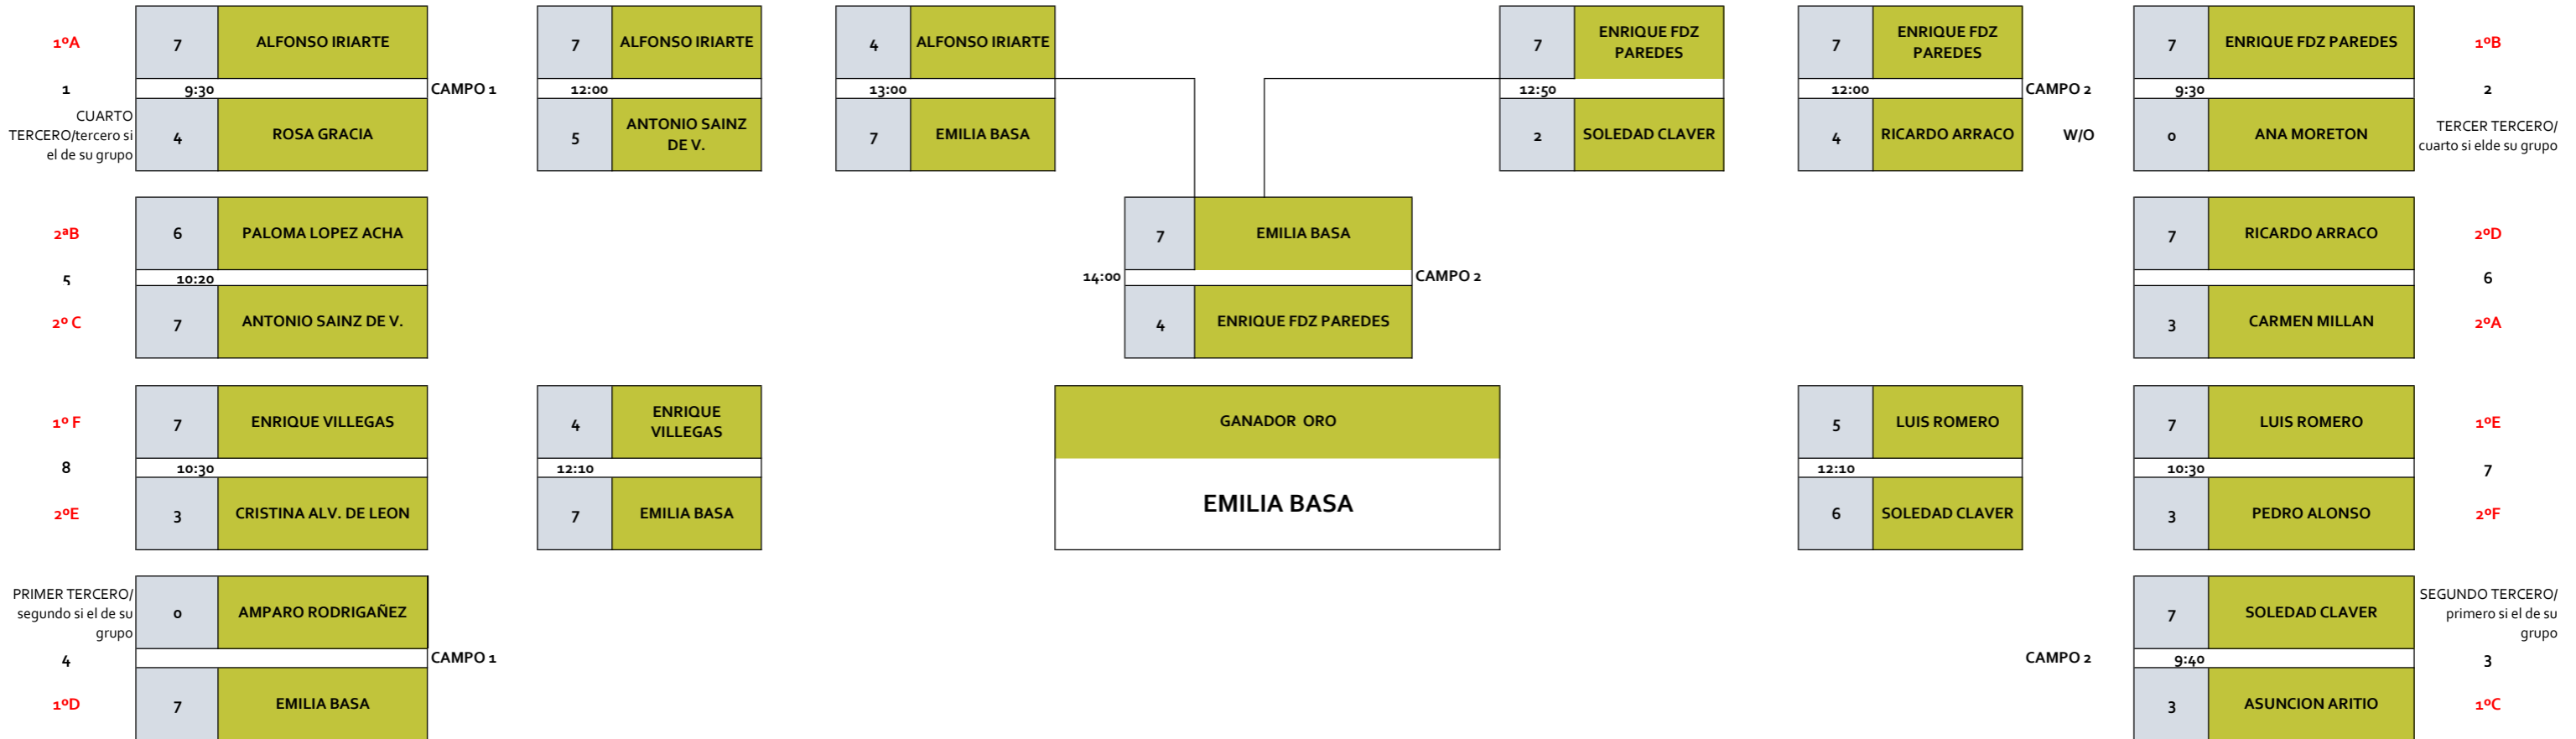 1ºA
7
ALFONSO IRIARTE
1
9:30
CAMPO 1
CUARTO
TERCERO/tercero si
el de su grupo
4
ROSA GRACIA
2ªB
6
PALOMA LOPEZ ACHA
5
10:20
2º C
7
ANTONIO SAINZ DE V.
1º F
7
ENRIQUE VILLEGAS
8
10:30
2ºE
3
CRISTINA ALV. DE LEON
PRIMER TERCERO/
segundo si el de su
grupo
0
AMPARO RODRIGAÑEZ
4
CAMPO 1
1ºD
7
EMILIA BASA
7
ALFONSO IRIARTE
12:00
5
ANTONIO SAINZ
DE V.
4
ENRIQUE
VILLEGAS
12:10
7
EMILIA BASA
4
ALFONSO IRIARTE
13:00
7
EMILIA BASA
7
EMILIA BASA
14:00
CAMPO 2
4
ENRIQUE FDZ PAREDES
GANADOR ORO
EMILIA BASA
7
ENRIQUE FDZ
PAREDES
12:50
2
SOLEDAD CLAVER
7
ENRIQUE FDZ
PAREDES
12:00
CAMPO 2
4
RICARDO ARRACO
W/O
5
LUIS ROMERO
12:10
6
SOLEDAD CLAVER
7
ENRIQUE FDZ PAREDES
1ºB
9:30
2
0
ANA MORETON
TERCER TERCERO/
cuarto si elde su grupo
7
RICARDO ARRACO
2ºD
6
3
CARMEN MILLAN
2ºA
7
LUIS ROMERO
1ºE
10:30
7
3
PEDRO ALONSO
2ºF
7
SOLEDAD CLAVER
SEGUNDO TERCERO/
primero si el de su
grupo
CAMPO 2
9:40
3
3
ASUNCION ARITIO
1ºC